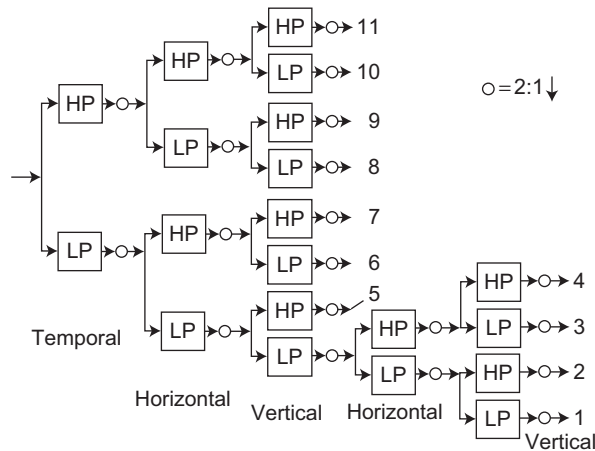 HP 11
HP
LP 10
HP
○=2:1↓
HP 9
LP
LP 8
HP 7
HP
LP
LP 6
HP 5
HP 4
Temporal
LP
LP
HP
LP 3
Horizontal
Vertical
LP
HP 2
Horizontal
LP 1
Vertical